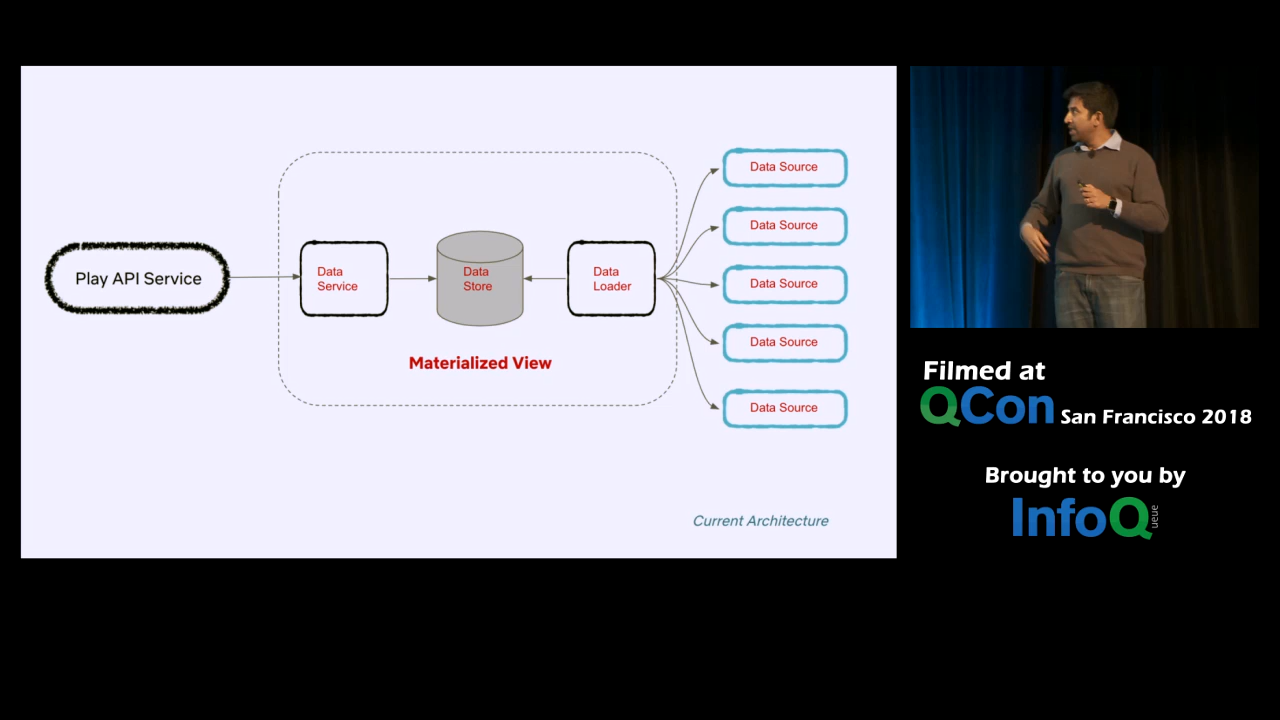 Play API Service
Data
Service
Data
Store
Data
Loader
Materialized View
Data Source
Data Source
Data Source
Data Source
Data Source
Current Architecture
Filmed at
QCon San Francisco 2018
Brought to you by
InfoQ
ueue